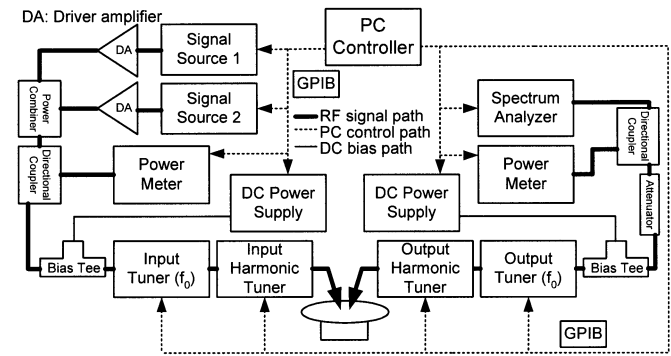 DA: Driver amplifier
DA
Signal
Source 1
PC
Controller
GPIB
Power
Combiner
DA
Signal
Source 2
RF signal path
PC control path
DC bias path
Spectrum
Analyzer
Directional
Coupler
Directional
Coupler
Power
Meter
Power
Meter
Attenuator
DC Power
Supply
DC Power
Supply
Bias Tee
Input
Tuner (f₀)
Input
Harmonic
Tuner
Output
Harmonic
Tuner
Output
Tuner (f₀)
Bias Tee
GPIB